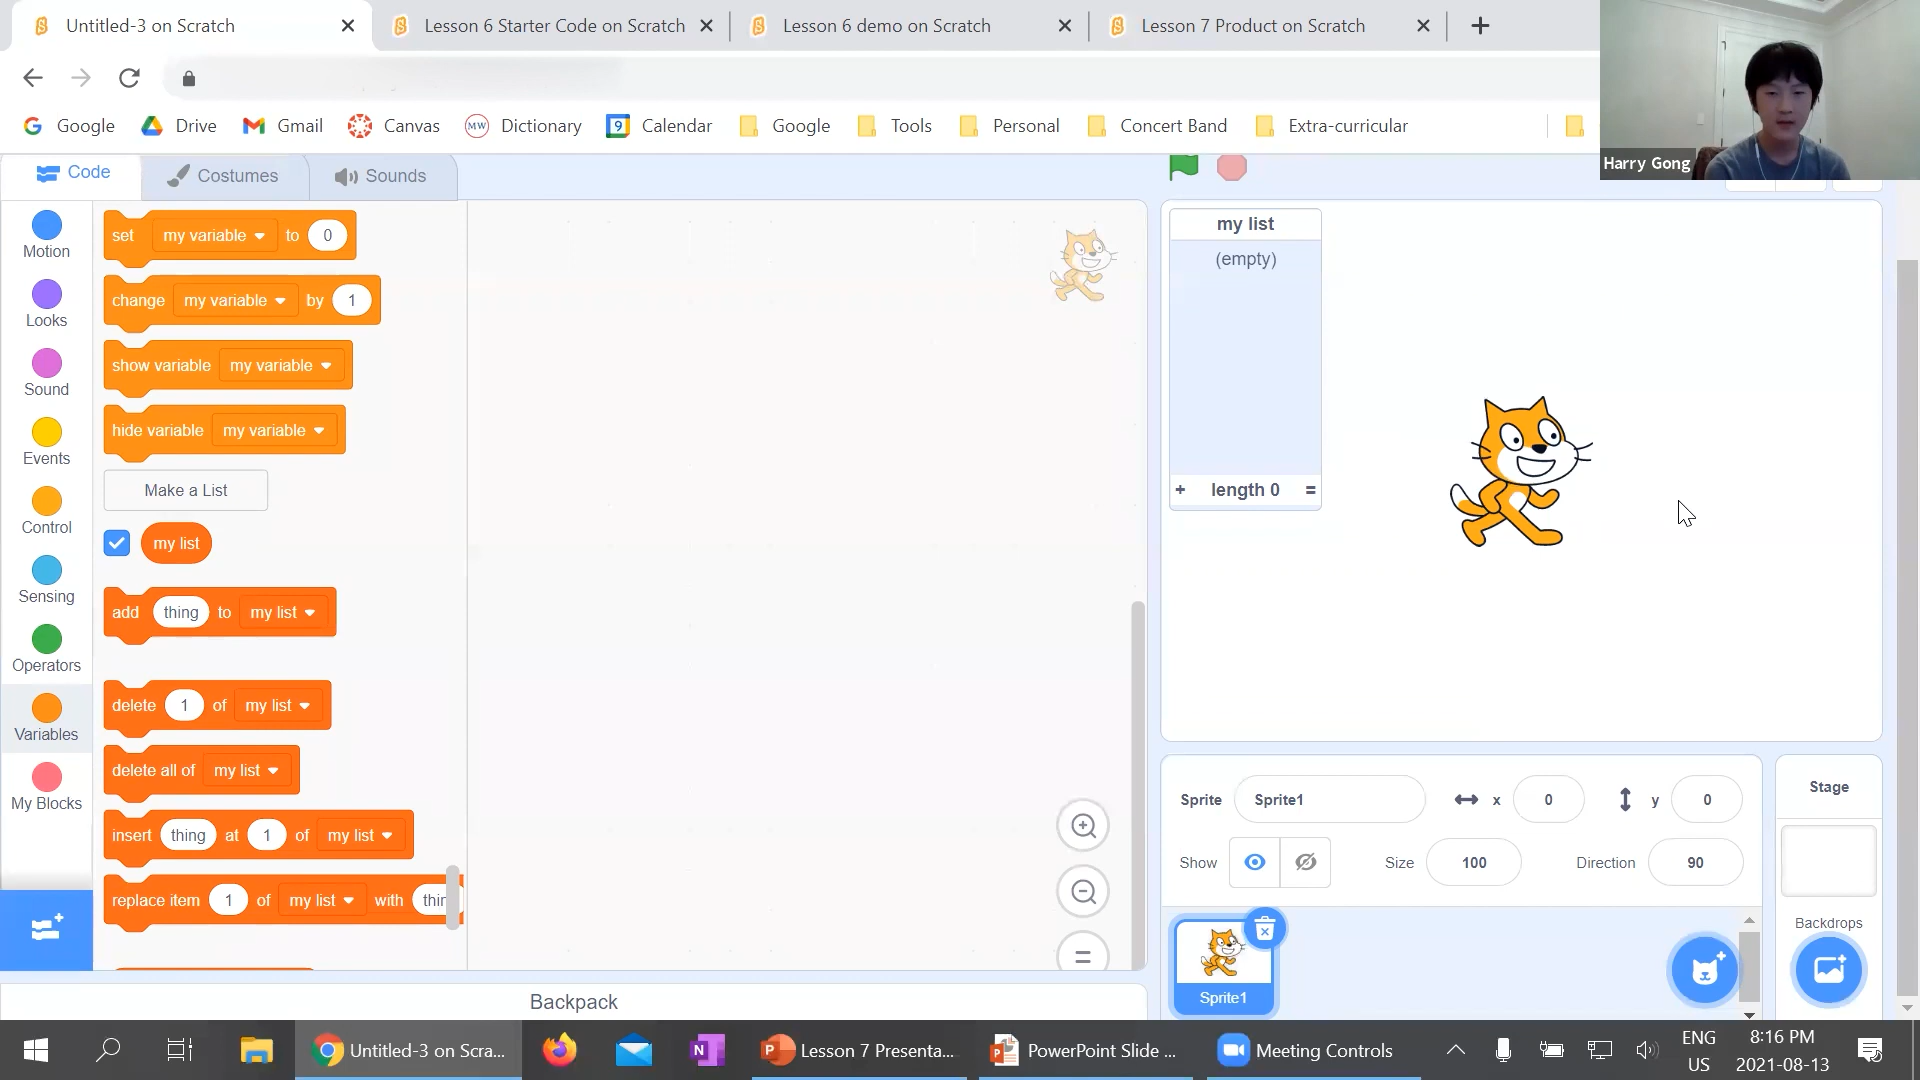 Untitled-3 on Scratch
Lesson 6 Starter Code on Scratch
Lesson 6 demo on Scratch
Lesson 7 Product on Scratch
Google
Drive
Gmail
Canvas
MW
Dictionary
9
Calendar
Google
Tools
Personal
Concert Band
Extra-curricular
Harry Gong
Code
Costumes
Sounds
Motion
Looks
Sound
Events
Control
Sensing
Operators
Variables
My Blocks
set my variable to 0
change my variable by 1
show variable my variable
hide variable my variable
Make a List
my list
add thing to my list
delete 1 of my list
delete all of my list
insert thing at 1 of my list
replace item 1 of my list with
my list
(empty)
+ length 0 =
Sprite Sprite1 x 0 y 0
Show Size 100 Direction 90
Sprite1
Stage
Backdrops
Backpack
Untitled-3 on Scra...
Lesson 7 Presenta...
PowerPoint Slide ...
Meeting Controls
ENG
US
8:16 PM
2021-08-13